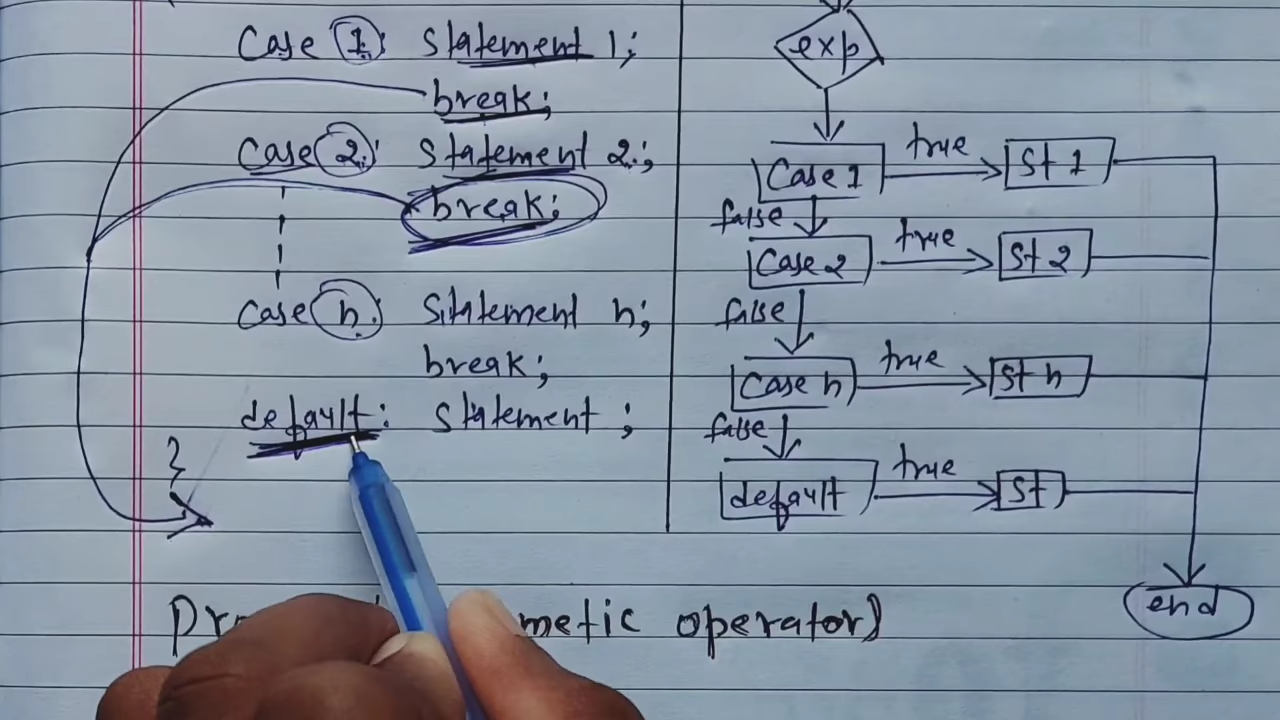 Case 1: Statement 1;
break;
Case 2: Statement 2;
break;
Case n: Statement n;
break;
default: statement ;
}
exp
Case 1 true St 1
false
Case 2 true St 2
false
Case n true St n
false
default true St
end
operator)